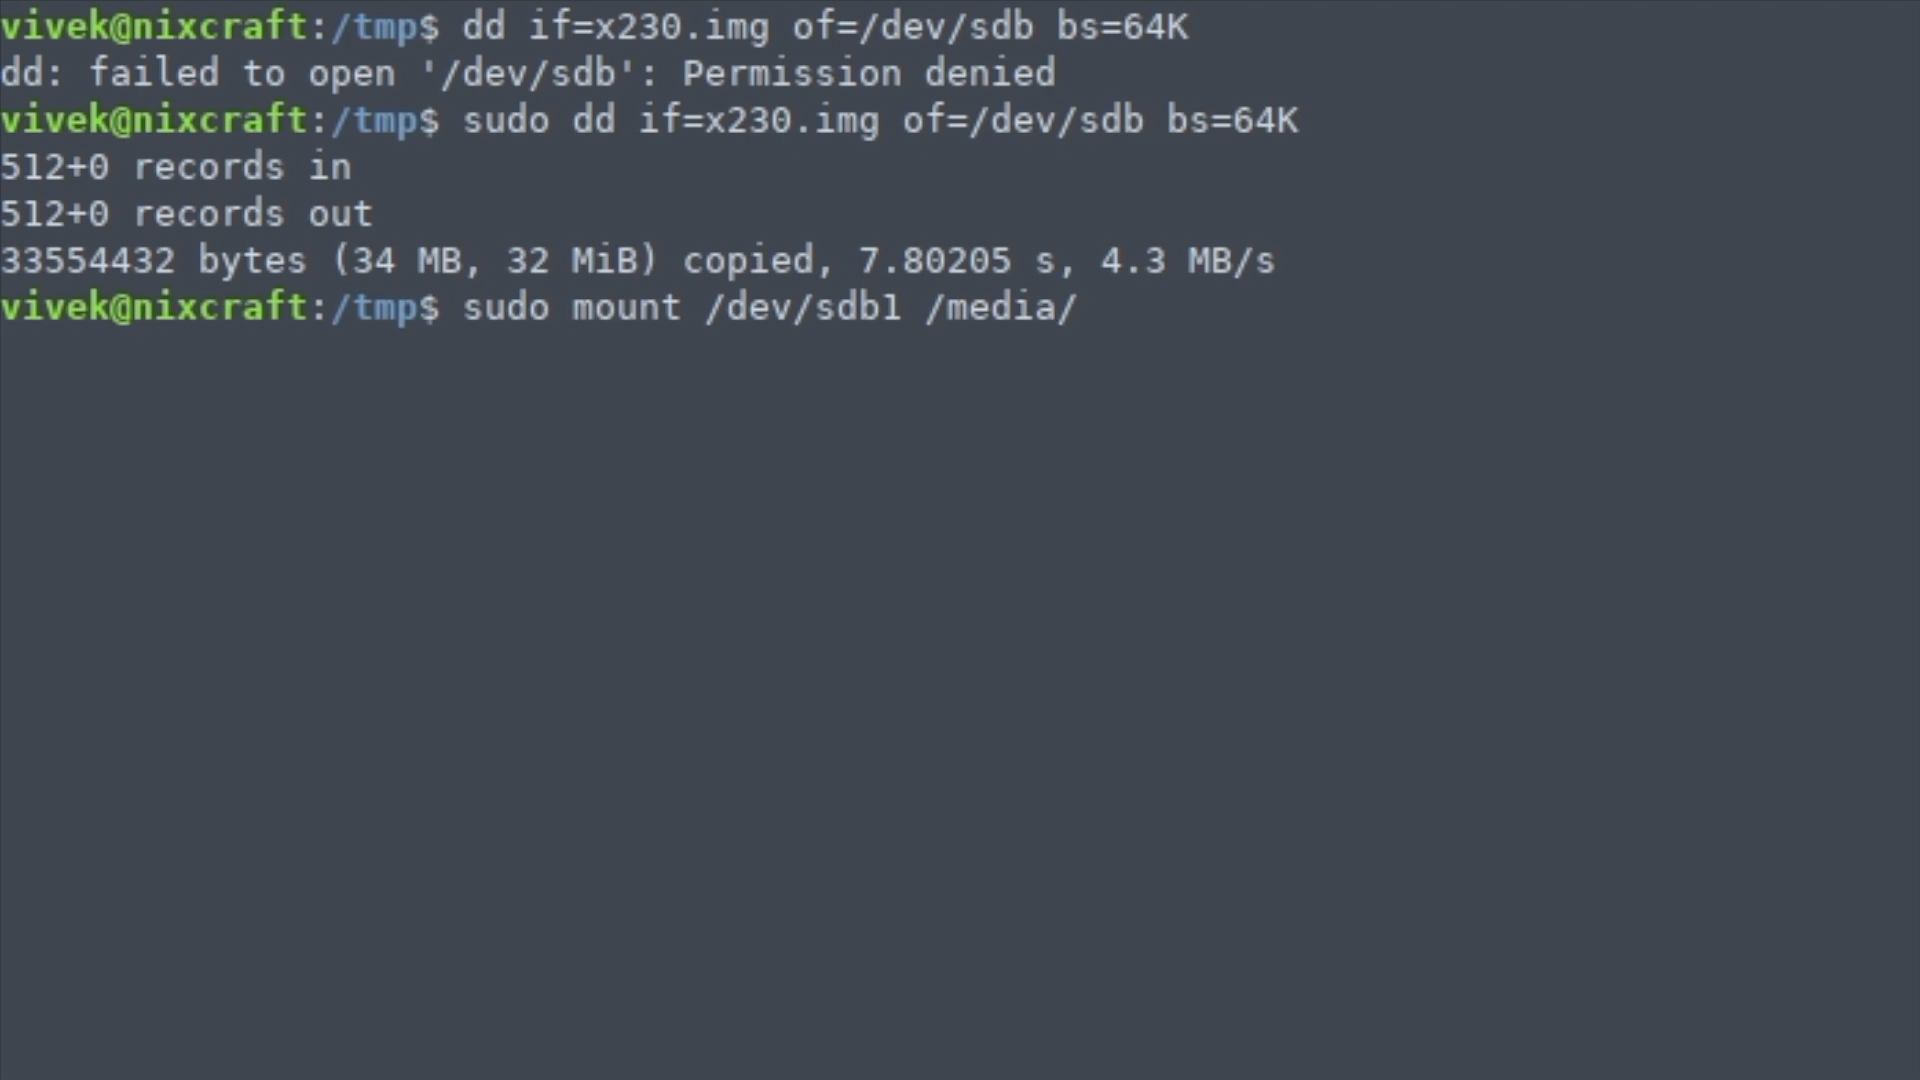 vivek@nixcraft:/tmp$ dd if=x230.img of=/dev/sdb bs=64K
dd: failed to open '/dev/sdb': Permission denied
vivek@nixcraft:/tmp$ sudo dd if=x230.img of=/dev/sdb bs=64K
512+0 records in
512+0 records out
33554432 bytes (34 MB, 32 MiB) copied, 7.80205 s, 4.3 MB/s
vivek@nixcraft:/tmp$ sudo mount /dev/sdb1 /media/